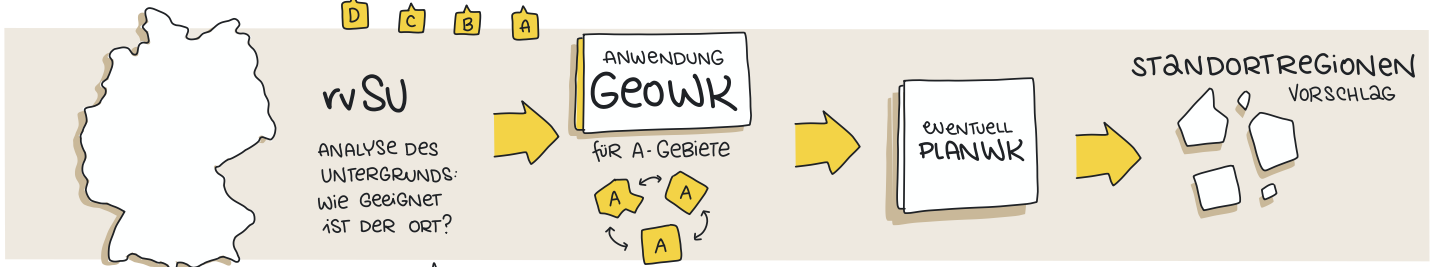 D C B A
rvSU
ANALYSE DES
UNTERGRUNDS:
WIE GEEIGNET
IST DER ORT?
ANWENDUNG
GEOWK
FÜR A-GEBIETE
A A
A
EVENTUELL
PLANWK
STANDORTREGIONEN
VORSCHLAG